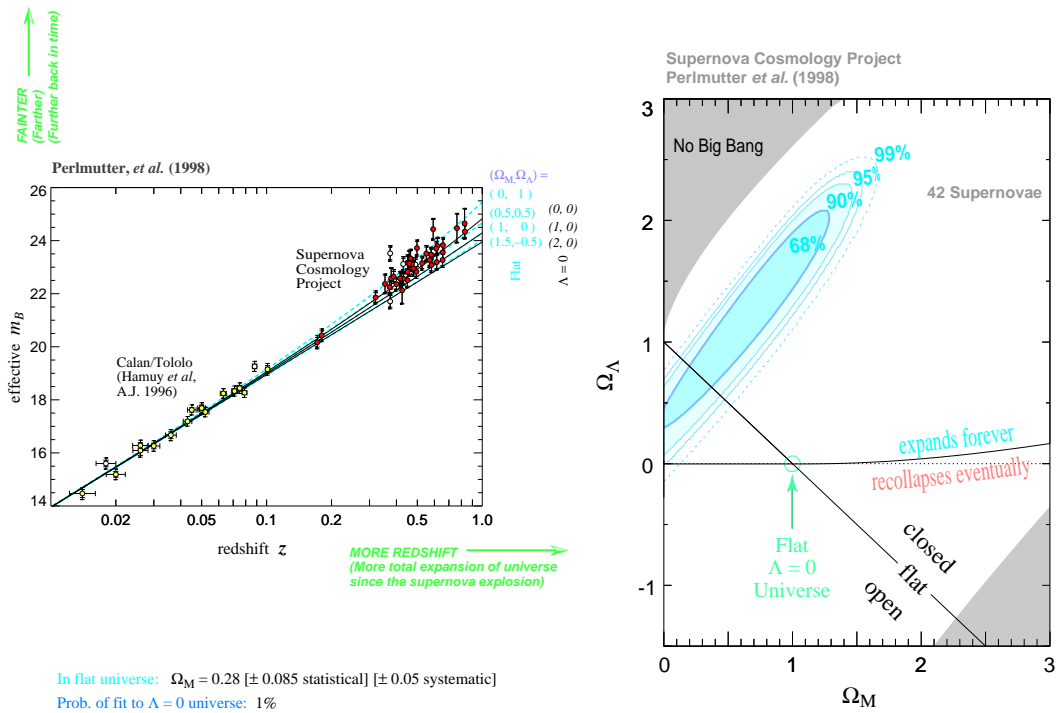 FAINTER
(Farther)
(Further back in time)
Perlmutter, et al. (1998)
(ΩM,ΩΛ) =
( 0, 1 )
(0.5,0.5) (0, 0)
( 1, 0 ) (1, 0)
(1.5,–0.5) (2, 0)
Flat
Λ = 0
26
24
22
20
18
16
14
effective mB
Supernova
Cosmology
Project
Calan/Tololo
(Hamuy et al,
A.J. 1996)
0.02 0.05 0.1 0.2 0.5 1.0
redshift z
MORE REDSHIFT
(More total expansion of universe
since the supernova explosion)
In flat universe: ΩM = 0.28 [± 0.085 statistical] [± 0.05 systematic]
Prob. of fit to Λ = 0 universe: 1%
Supernova Cosmology Project
Perlmutter et al. (1998)
3
2
1
0
-1
ΩΛ
No Big Bang
99%
95%
90%
68%
42 Supernovae
expands forever
recollapses eventually
Flat
Λ = 0
Universe
closed
flat
open
0 1 2 3
ΩM